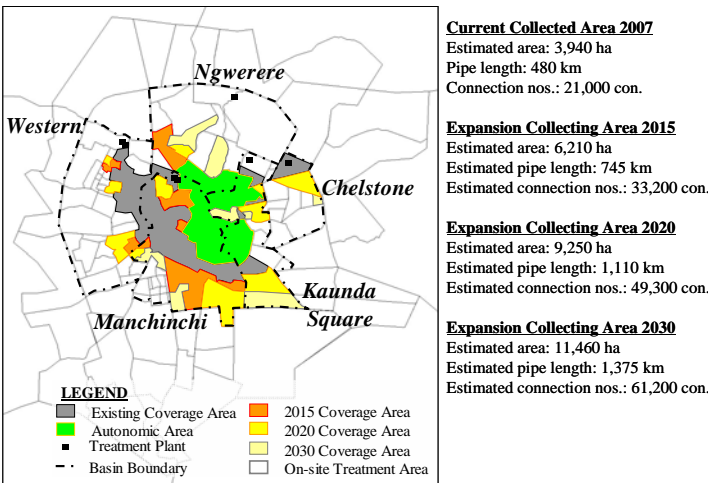 Ngwerere
Western
Chelstone
Kaunda
Square
Manchinchi
LEGEND
Existing Coverage Area
Autonomic Area
Treatment Plant
Basin Boundary
2015 Coverage Area
2020 Coverage Area
2030 Coverage Area
On-site Treatment Area
Current Collected Area 2007
Estimated area: 3,940 ha
Pipe length: 480 km
Connection nos.: 21,000 con.
Expansion Collecting Area 2015
Estimated area: 6,210 ha
Estimated pipe length: 745 km
Estimated connection nos.: 33,200 con.
Expansion Collecting Area 2020
Estimated area: 9,250 ha
Estimated pipe length: 1,110 km
Estimated connection nos.: 49,300 con.
Expansion Collecting Area 2030
Estimated area: 11,460 ha
Estimated pipe length: 1,375 km
Estimated connection nos.: 61,200 con.